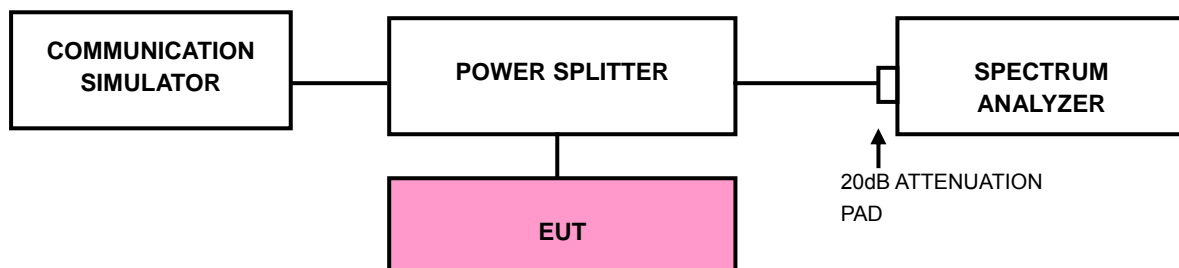 COMMUNICATION
SIMULATOR
POWER SPLITTER
SPECTRUM
ANALYZER
20dB ATTENUATION
PAD
EUT